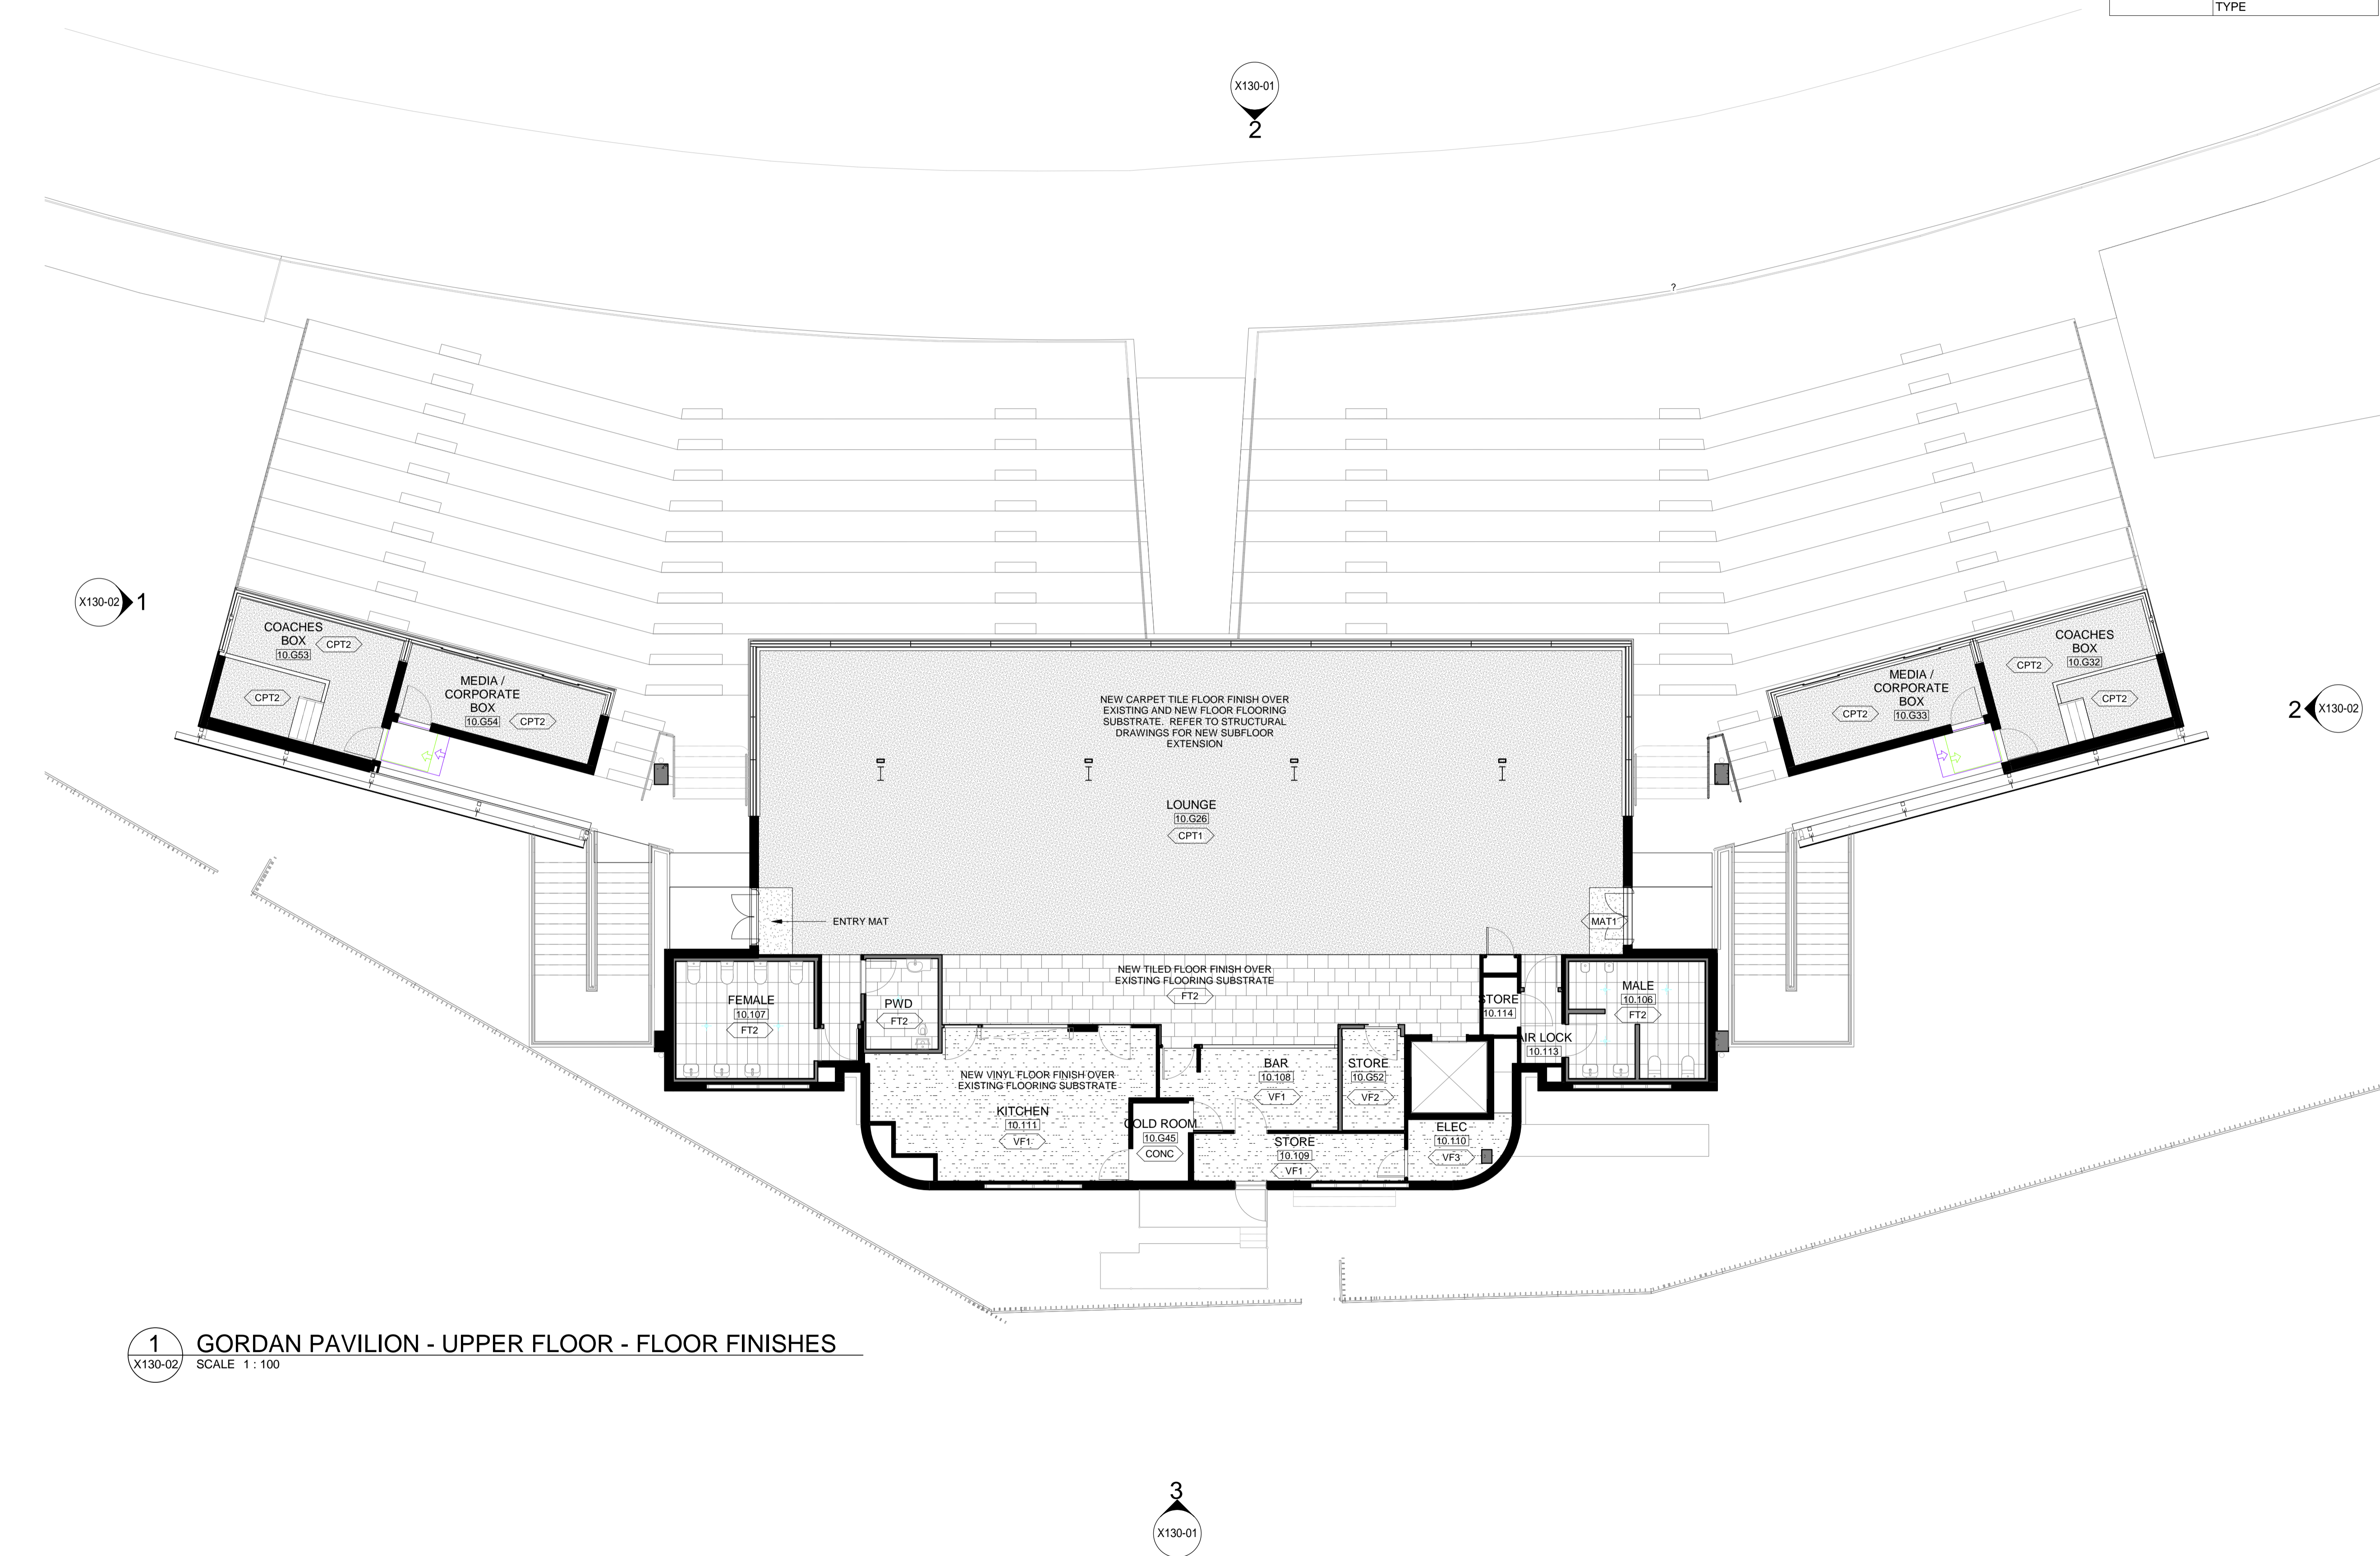 TYPE
X130-01
2
?
X130-02
1
COACHES
BOX
10.G53
CPT2
CPT2
MEDIA /
CORPORATE
BOX
10.G54
CPT2
NEW CARPET TILE FLOOR FINISH OVER
EXISTING AND NEW FLOOR FLOORING
SUBSTRATE. REFER TO STRUCTURAL
DRAWINGS FOR NEW SUBFLOOR
EXTENSION
LOUNGE
10.G26
CPT1
MEDIA /
CORPORATE
BOX
10.G33
CPT2
COACHES
BOX
10.G32
CPT2
CPT2
2
X130-02
ENTRY MAT
MAT1
NEW TILED FLOOR FINISH OVER
EXISTING FLOORING SUBSTRATE
FT2
FEMALE
10.107
FT2
PWD
FT2
STORE
10.114
MALE
10.106
FT2
AIR LOCK
10.113
NEW VINYL FLOOR FINISH OVER
EXISTING FLOORING SUBSTRATE
KITCHEN
10.111
VF1
BAR
10.108
VF1
STORE
10.G52
VF2
COLD ROOM
10.G45
CONC
STORE
10.109
VF1
ELEC
10.110
VF3
1
X130-02
GORDAN PAVILION - UPPER FLOOR - FLOOR FINISHES
SCALE 1 : 100
3
X130-01